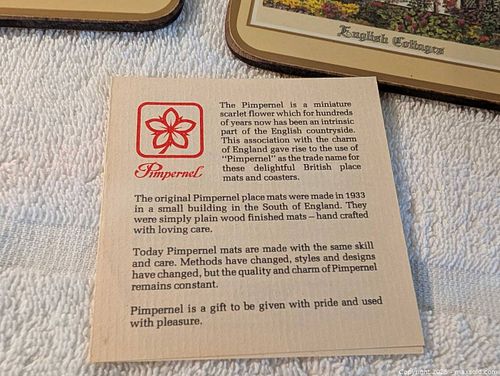 English Cottages
The Pimpernel is a miniature
scarlet flower which for hundreds
of years now has been an intrinsic
part of the English countryside.
This association with the charm
of England gave rise to the use of
"Pimpernel" as the trade name for
these delightful British place
mats and coasters.
Pimpernel
The original Pimpernel place mats were made in 1933
in a small building in the South of England. They
were simply plain wood finished mats – hand crafted
with loving care.
Today Pimpernel mats are made with the same skill
and care. Methods have changed, styles and designs
have changed, but the quality and charm of Pimpernel
remains constant.
Pimpernel is a gift to be given with pride and used
with pleasure.